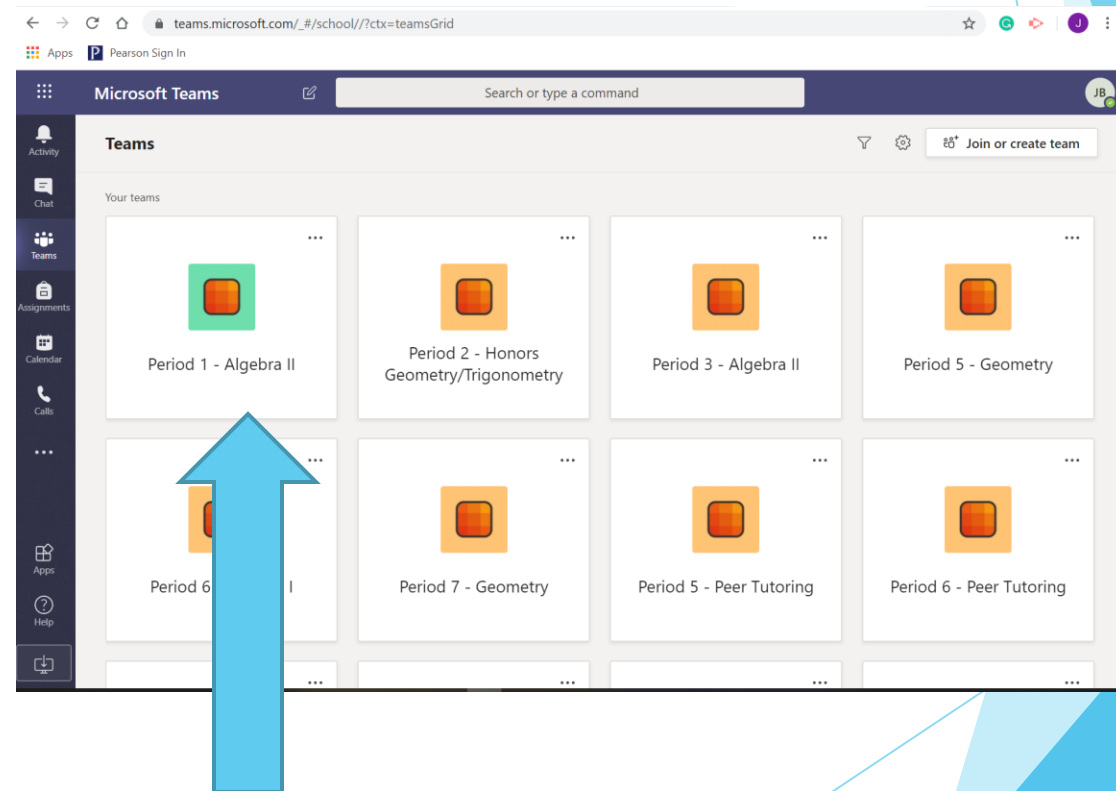 teams.microsoft.com/_#/school//?ctx=teamsGrid
J
Apps
Pearson Sign In
Microsoft Teams
Search or type a command
JB
Activity
Chat
Teams
Assignments
Calendar
Calls
Apps
Help
Teams
Join or create team
Your teams
Period 1 - Algebra II
Period 2 - Honors
Geometry/Trigonometry
Period 3 - Algebra II
Period 5 - Geometry
Period 6 I
Period 7 - Geometry
Period 5 - Peer Tutoring
Period 6 - Peer Tutoring